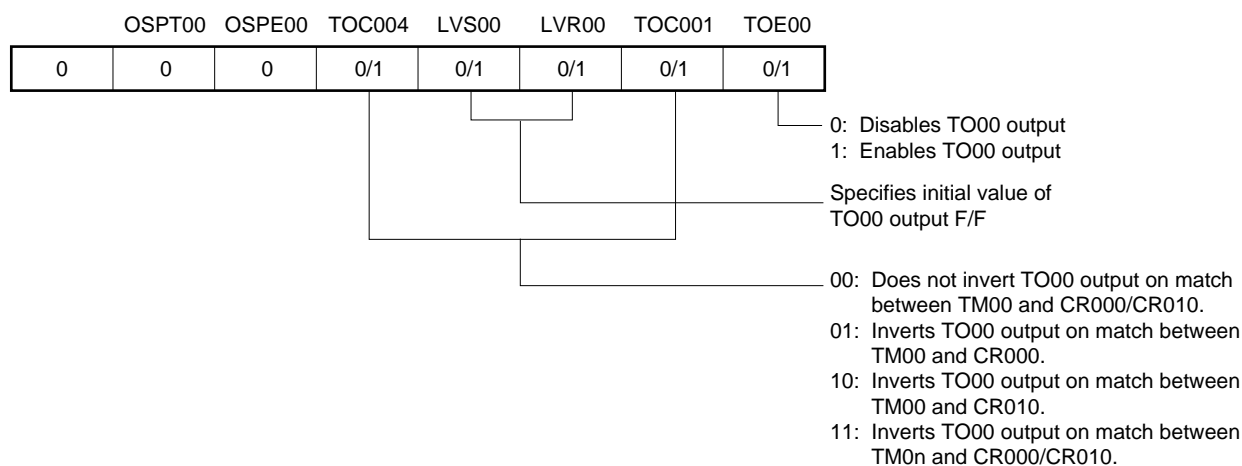 OSPT00 OSPE00 TOC004 LVS00 LVR00 TOC001 TOE00
0 0 0 0/1 0/1 0/1 0/1 0/1
0: Disables TO00 output
1: Enables TO00 output
Specifies initial value of
TO00 output F/F
00: Does not invert TO00 output on match
between TM00 and CR000/CR010.
01: Inverts TO00 output on match between
TM00 and CR000.
10: Inverts TO00 output on match between
TM00 and CR010.
11: Inverts TO00 output on match between
TM0n and CR000/CR010.